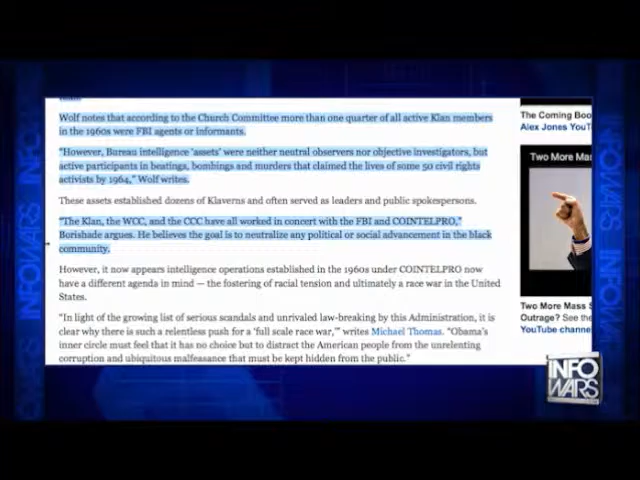 Wolf notes that according to the Church Committee more than one quarter of all active Klan members
in the 1960s were FBI agents or informants.
"However, Bureau intelligence 'assets' were neither neutral observers nor objective investigators, but
active participants in beatings, bombings and murders that claimed the lives of some 50 civil rights
activists by 1964," Wolf writes.
These assets established dozens of Klaverns and often served as leaders and public spokespersons.
"The Klan, the WCC, and the CCC have all worked in concert with the FBI and COINTELPRO,"
Borishade argues. He believes the goal is to neutralize any political or social advancement in the black
community.
However, it now appears intelligence operations established in the 1960s under COINTELPRO now
have a different agenda in mind — the fostering of racial tension and ultimately a race war in the United
States.
"In light of the growing list of serious scandals and unrivaled law-breaking by this Administration, it is
clear why there is such a relentless push for a 'full scale race war,'" writes Michael Thomas. "Obama's
inner circle must feel that it has no choice but to distract the American people from the unrelenting
corruption and ubiquitous malfeasance that must be kept hidden from the public."
The Coming Boo
Alex Jones YouT
Two More Mas
Two More Mass S
Outrage? See the
YouTube channe
INFO
WARS
INFOWARS
INFOWARS